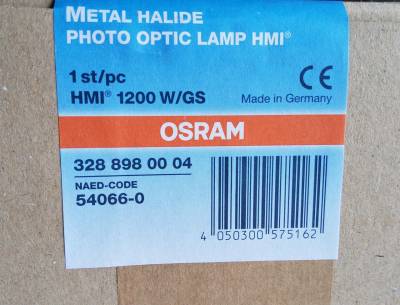 METAL HALIDE
PHOTO OPTIC LAMP HMI®
1 st/pc
HMI® 1200 W/GS
CE
Made in Germany
OSRAM
328 898 00 04
NAED-CODE
54066-0
4 050300 575162